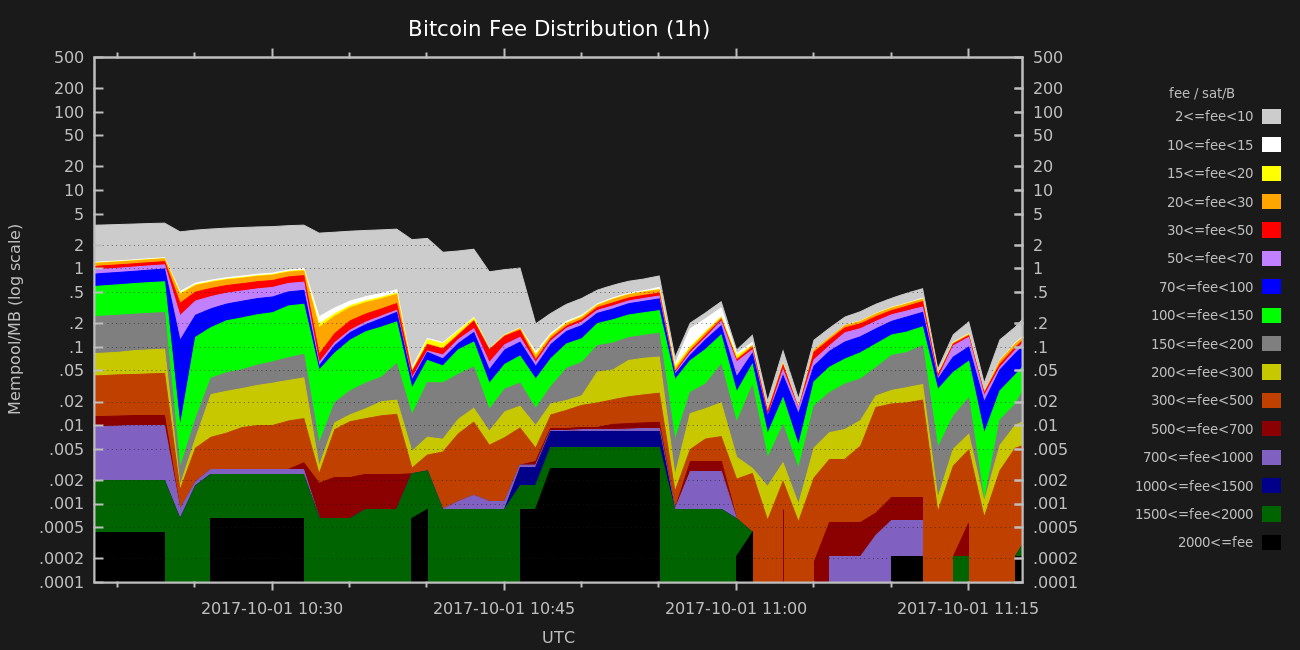 Bitcoin Fee Distribution (1h)
500 500
200 200
100 100
50 50
20 20
10 10
5 5
2 2
1 1
.5 .5
.2 .2
.1 .1
.05 .05
.02 .02
.01 .01
.005 .005
.002 .002
.001 .001
.0005 .0005
.0002 .0002
.0001 .0001
Mempool/MB (log scale)
2017-10-01 10:30 2017-10-01 10:45 2017-10-01 11:00 2017-10-01 11:15
UTC
fee / sat/B
2<=fee<10
10<=fee<15
15<=fee<20
20<=fee<30
30<=fee<50
50<=fee<70
70<=fee<100
100<=fee<150
150<=fee<200
200<=fee<300
300<=fee<500
500<=fee<700
700<=fee<1000
1000<=fee<1500
1500<=fee<2000
2000<=fee